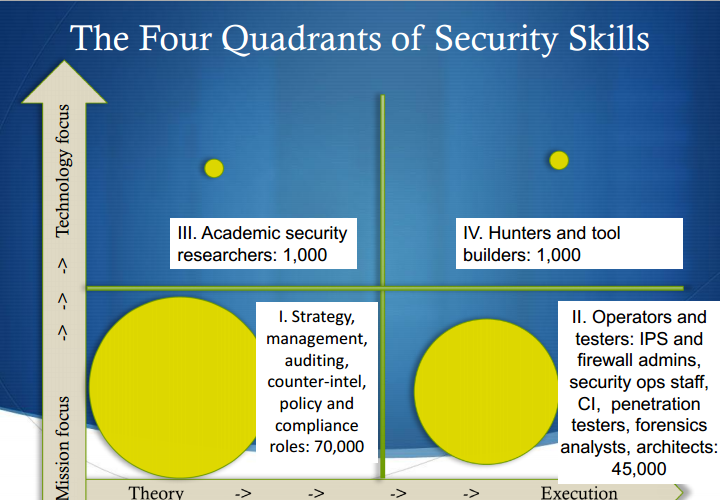 The Four Quadrants of Security Skills
Technology focus
->
->
->
Mission focus
III. Academic security
researchers: 1,000
IV. Hunters and tool
builders: 1,000
I. Strategy,
management,
auditing,
counter-intel,
policy and
compliance
roles: 70,000
II. Operators and
testers: IPS and
firewall admins,
security ops staff,
CI, penetration
testers, forensics
analysts, architects:
45,000
Theory -> -> -> -> Execution